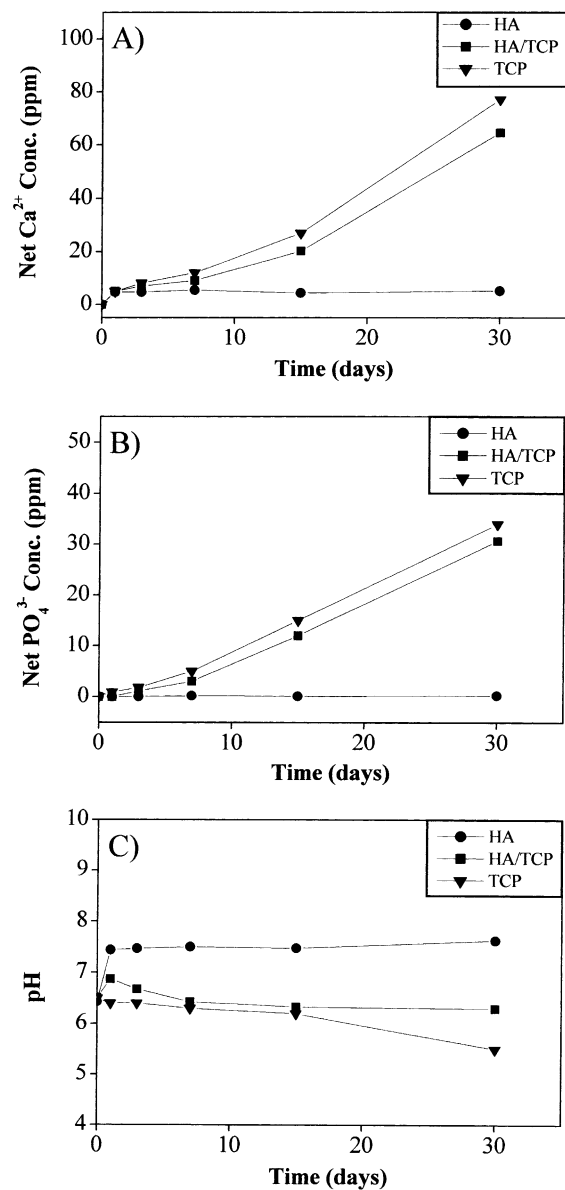 A)
HA
HA/TCP
TCP
Net Ca²⁺ Conc. (ppm)
100
80
60
40
20
0
0
10
20
30
Time (days)
B)
HA
HA/TCP
TCP
Net PO₄³⁻ Conc. (ppm)
50
40
30
20
10
0
0
10
20
30
Time (days)
C)
HA
HA/TCP
TCP
pH
10
9
8
7
6
5
4
0
10
20
30
Time (days)